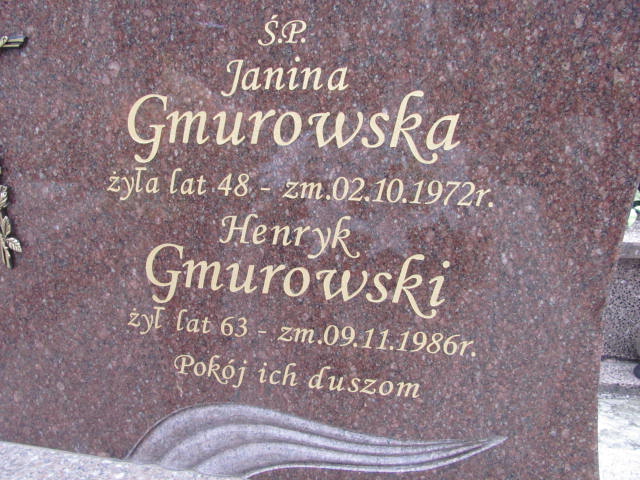 Ś.P.
Janina
Gmurowska
żyła lat 48 - zm.02.10.1972r.
Henryk
Gmurowski
żył lat 63 - zm.09.11.1986r.
Pokój ich duszom